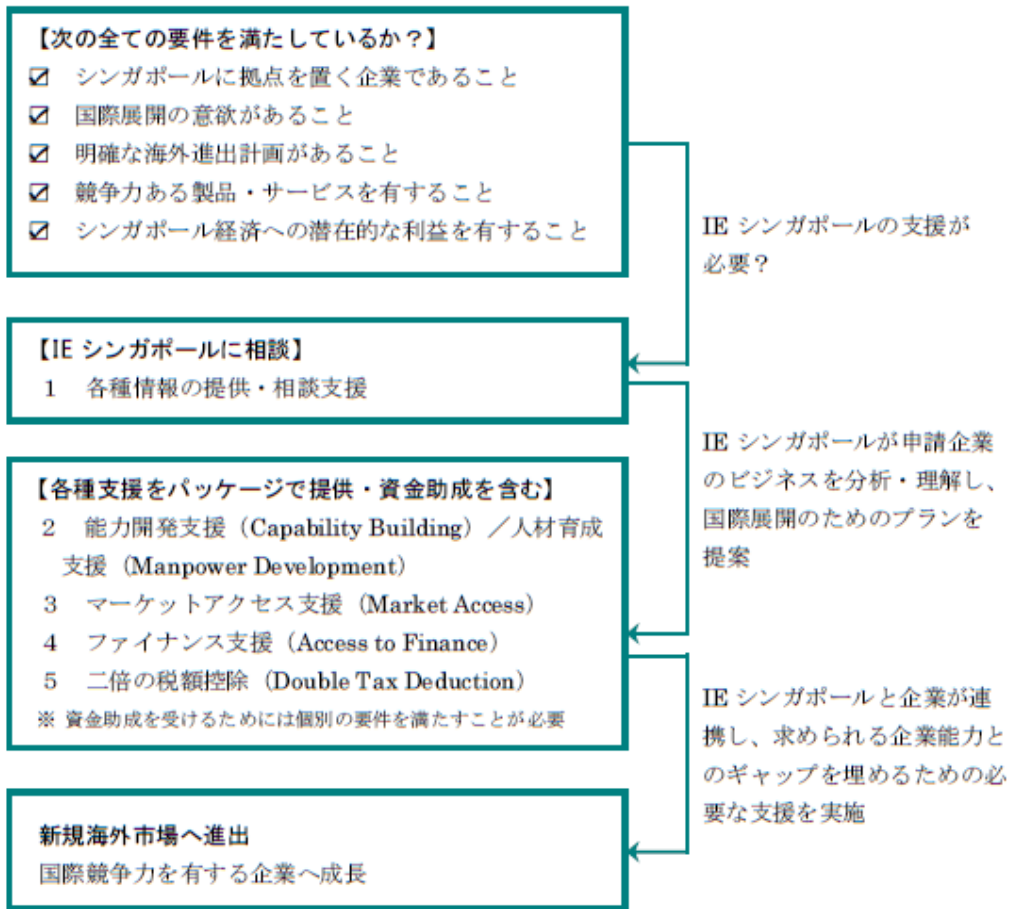 【次の全ての要件を満たしているか？】
☑ シンガポールに拠点を置く企業であること
☑ 国際展開の意欲があること
☑ 明確な海外進出計画があること
☑ 競争力ある製品・サービスを有すること
☑ シンガポール経済への潜在的な利益を有すること
IE シンガポールの支援が
必要？
【IE シンガポールに相談】
1 各種情報の提供・相談支援
IE シンガポールが申請企業
のビジネスを分析・理解し、
国際展開のためのプランを
提案
【各種支援をパッケージで提供・資金助成を含む】
2 能力開発支援（Capability Building）／人材育成
支援（Manpower Development）
3 マーケットアクセス支援（Market Access）
4 ファイナンス支援（Access to Finance）
5 二倍の税額控除（Double Tax Deduction）
※ 資金助成を受けるためには個別の要件を満たすことが必要
IE シンガポールと企業が連
携し、求められる企業能力と
のギャップを埋めるための必
要な支援を実施
新規海外市場へ進出
国際競争力を有する企業へ成長